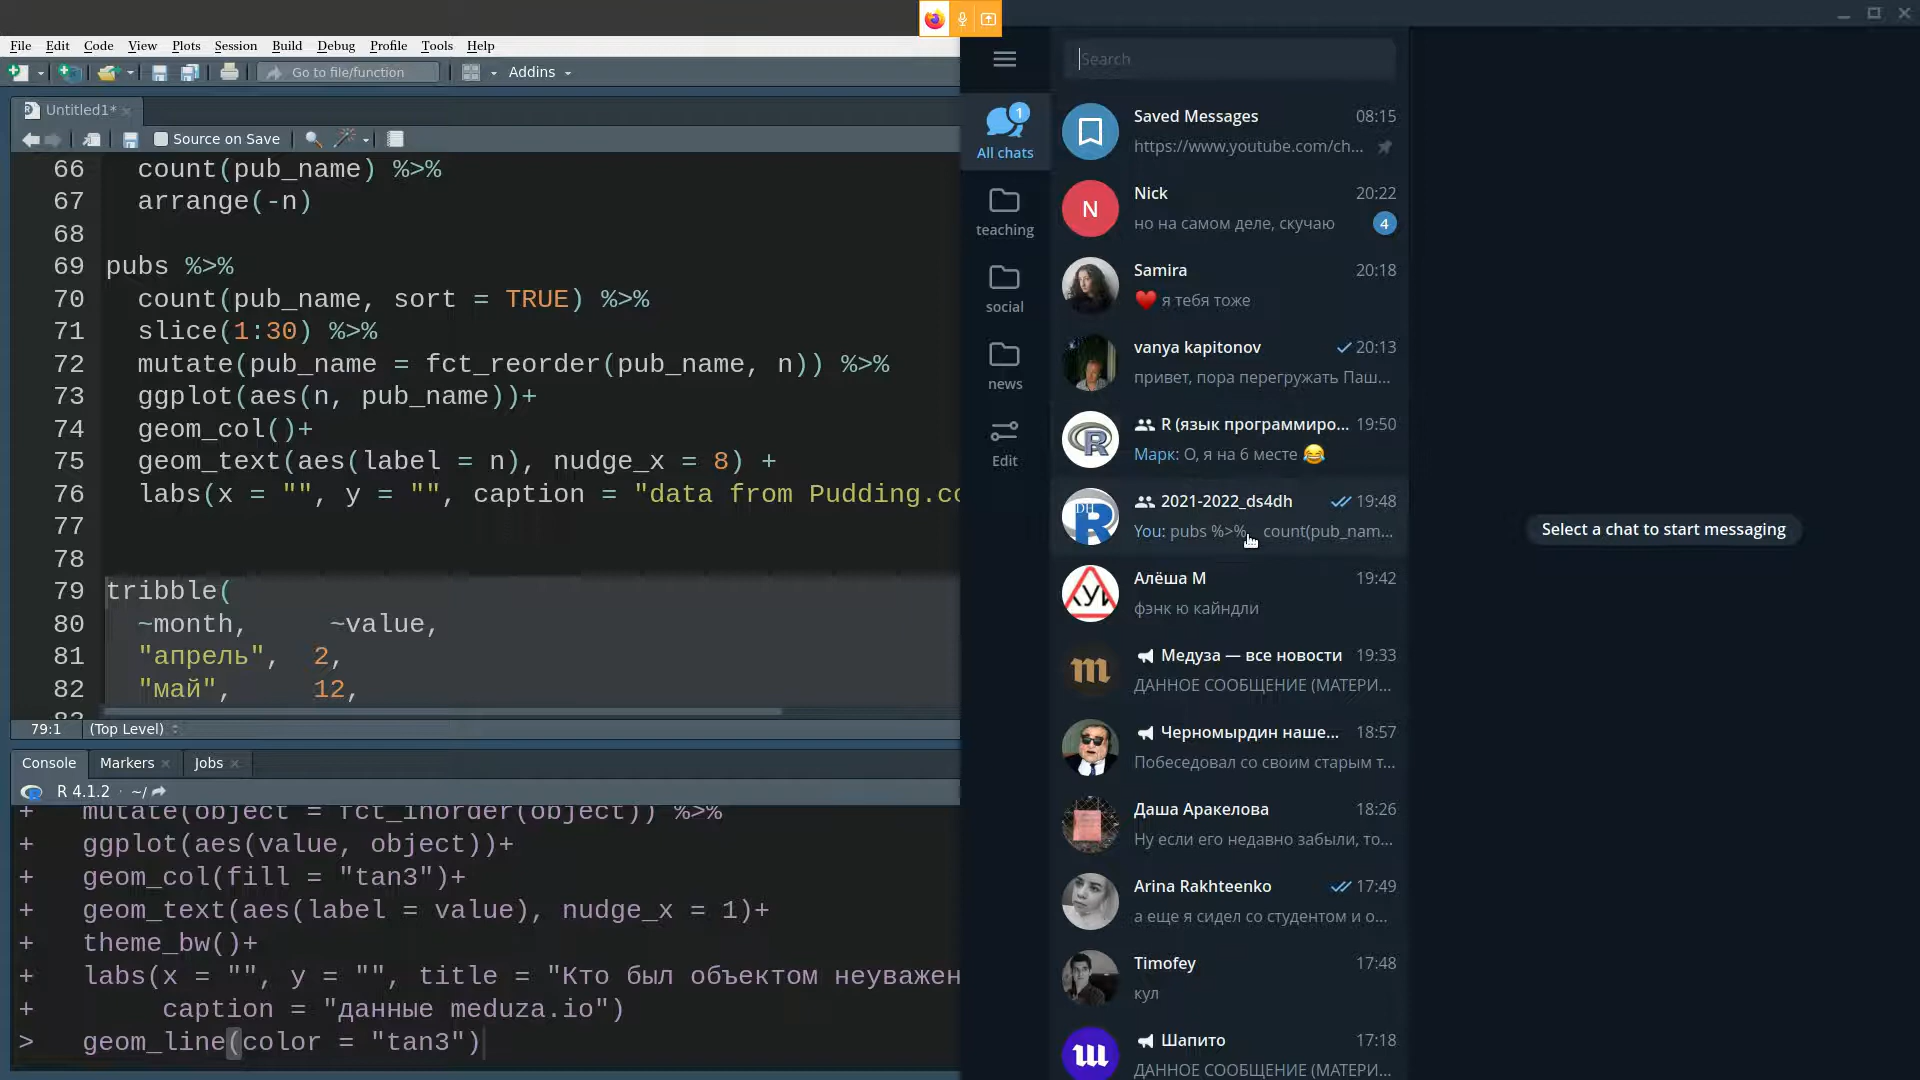 File Edit Code View Plots Session Build Debug Profile Tools Help
Go to file/function
Addins
Untitled1*
Source on Save
66 count(pub_name) %>%
67 arrange(-n)
68
69 pubs %>%
70 count(pub_name, sort = TRUE) %>%
71 slice(1:30) %>%
72 mutate(pub_name = fct_reorder(pub_name, n)) %>%
73 ggplot(aes(n, pub_name))+
74 geom_col()+
75 geom_text(aes(label = n), nudge_x = 8) +
76 labs(x = "", y = "", caption = "data from Pudding.co
77
78
79 tribble(
80 ~month, ~value,
81 "апрель", 2,
82 "май", 12,
79:1 (Top Level)
Console Markers Jobs
R 4.1.2 · ~/
+ mutate(object = fct_inorder(object)) %>%
+ ggplot(aes(value, object))+
+ geom_col(fill = "tan3")+
+ geom_text(aes(label = value), nudge_x = 1)+
+ theme_bw()+
+ labs(x = "", y = "", title = "Кто был объектом неуважен
+ caption = "данные meduza.io")
> geom_line(color = "tan3")
1
All chats
teaching
social
news
Edit
Search
Saved Messages 08:15
https://www.youtube.com/ch...
N
Nick 20:22
но на самом деле, скучаю 4
Samira 20:18
❤️ я тебя тоже
vanya kapitonov 20:13
привет, пора перегружать Паш...
R (язык программиро... 19:50
Марк: О, я на 6 месте 😂
DH R
2021-2022_ds4dh 19:48
You: pubs %>% count(pub_nam...
Алёша М 19:42
фэнк ю кайндли
Медуза — все новости 19:33
ДАННОЕ СООБЩЕНИЕ (МАТЕРИ...
Черномырдин наше... 18:57
Побеседовал со своим старым т...
Даша Аракелова 18:26
Ну если его недавно забыли, то...
Arina Rakhteenko 17:49
а еще я сидел со студентом и о...
Timofey 17:48
кул
Шапито 17:18
ДАННОЕ СООБЩЕНИЕ (МАТЕРИ...
Select a chat to start messaging